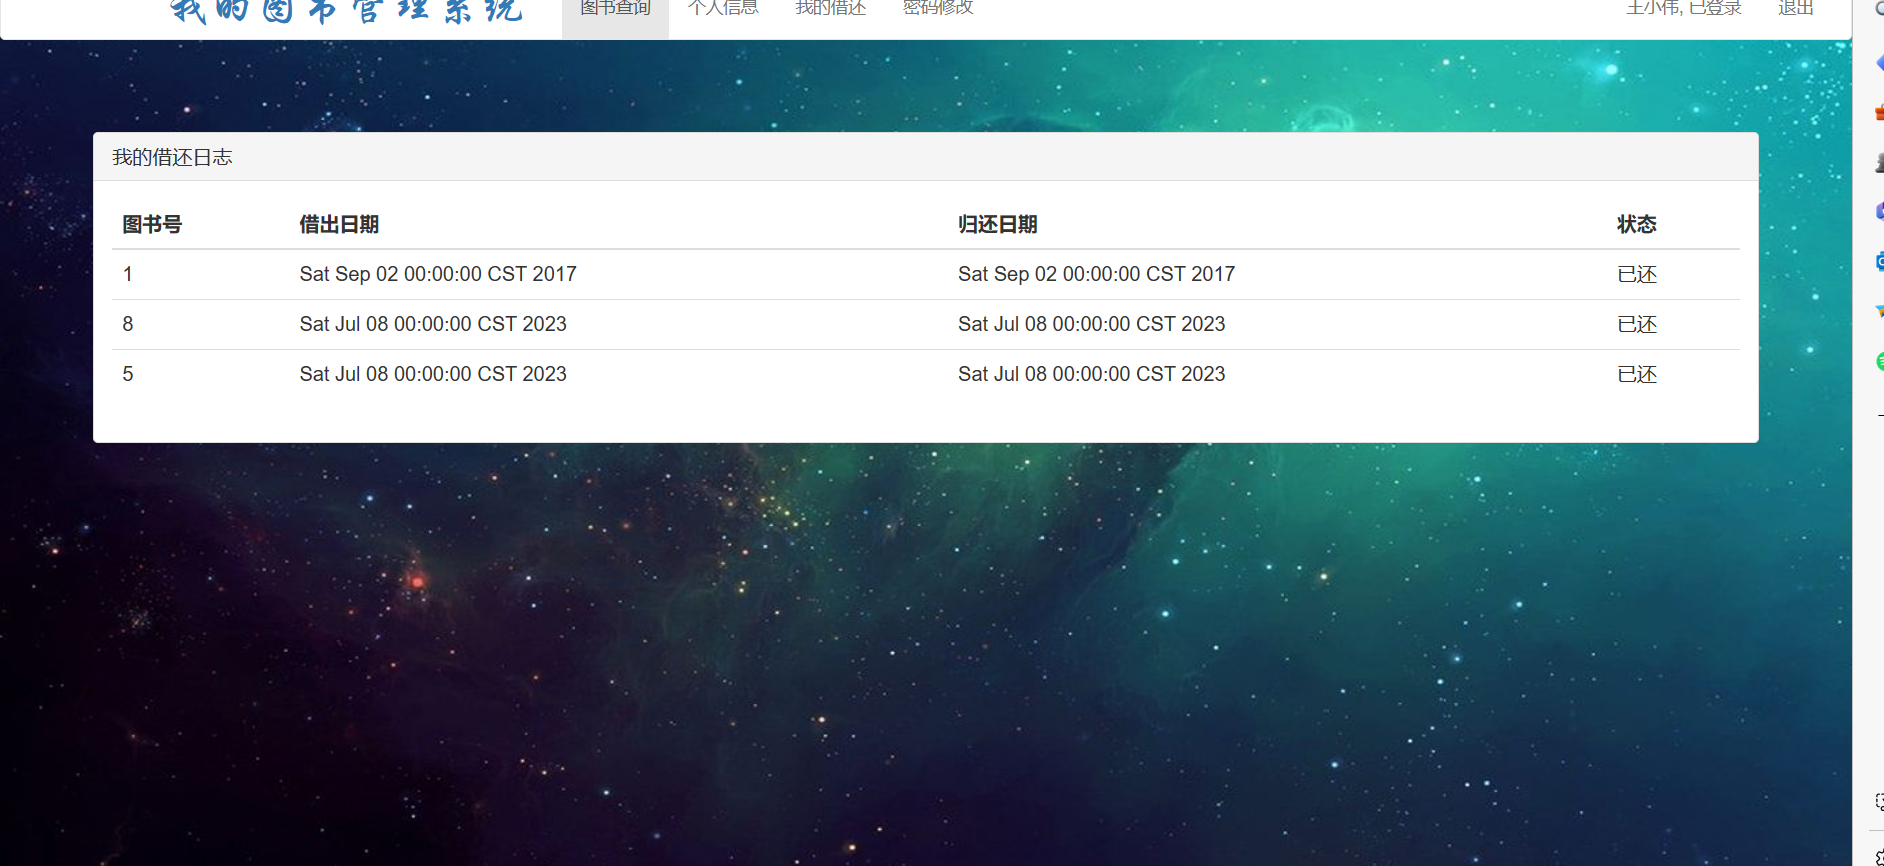 我的图书管理系统 图书查询 个人信息 我的借还 密码修改 王小伟, 已登录 退出
我的借还日志
图书号 借出日期 归还日期 状态
1 Sat Sep 02 00:00:00 CST 2017 Sat Sep 02 00:00:00 CST 2017 已还
8 Sat Jul 08 00:00:00 CST 2023 Sat Jul 08 00:00:00 CST 2023 已还
5 Sat Jul 08 00:00:00 CST 2023 Sat Jul 08 00:00:00 CST 2023 已还